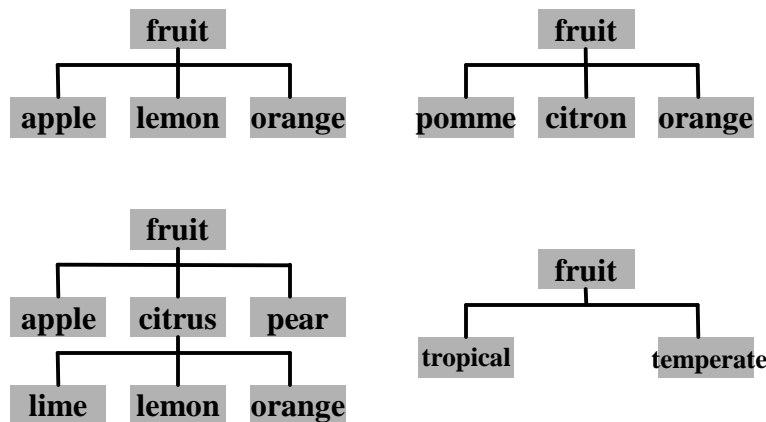 fruit
apple lemon orange
fruit
pomme citron orange
fruit
apple citrus pear
lime lemon orange
fruit
tropical temperate